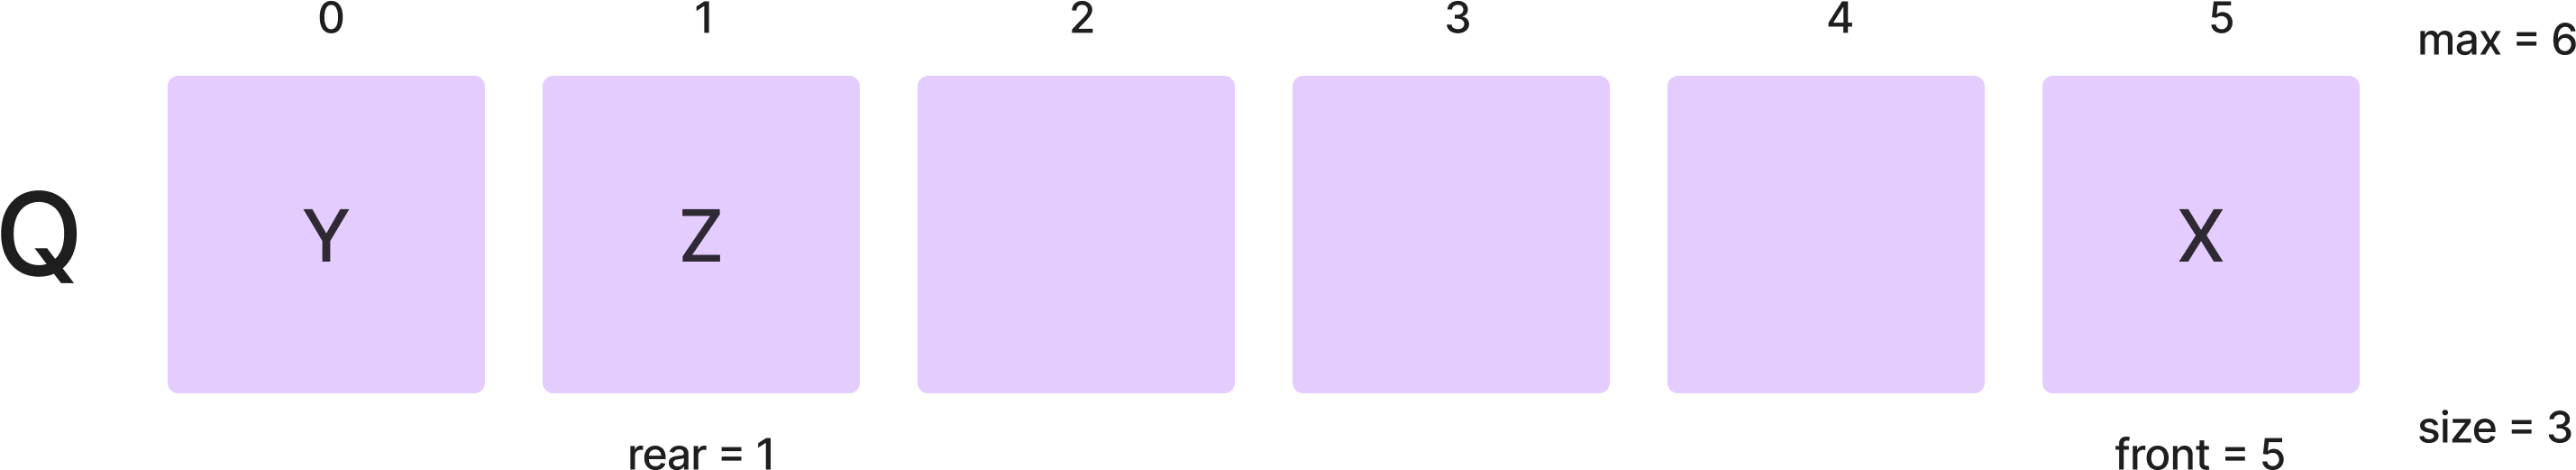 0 1 2 3 4 5 max = 6
Q Y Z X
rear = 1 front = 5 size = 3